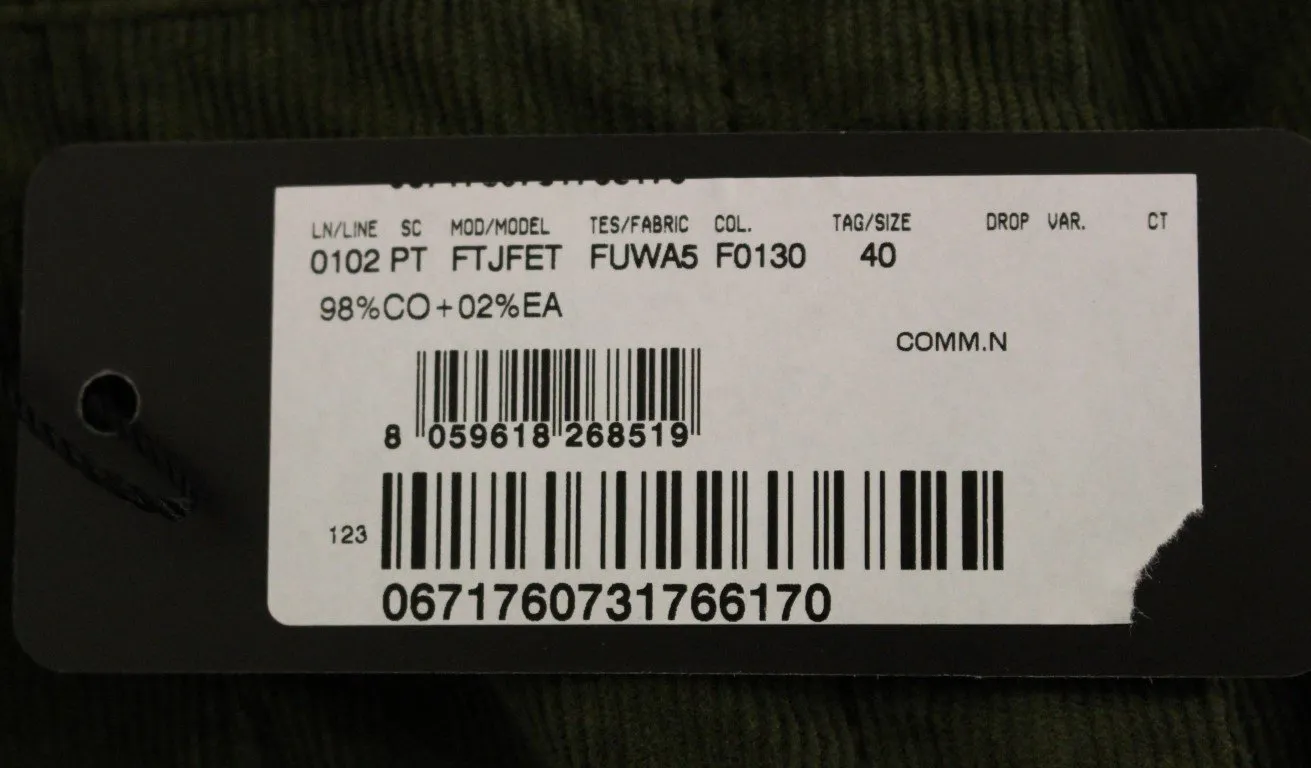 LN/LINE SC MOD/MODEL TES/FABRIC COL. TAG/SIZE DROP VAR. CT
0102 PT FTJFET FUWA5 F0130 40
98%CO+02%EA
COMM.N
8 059618 268519
123
0671760731766170